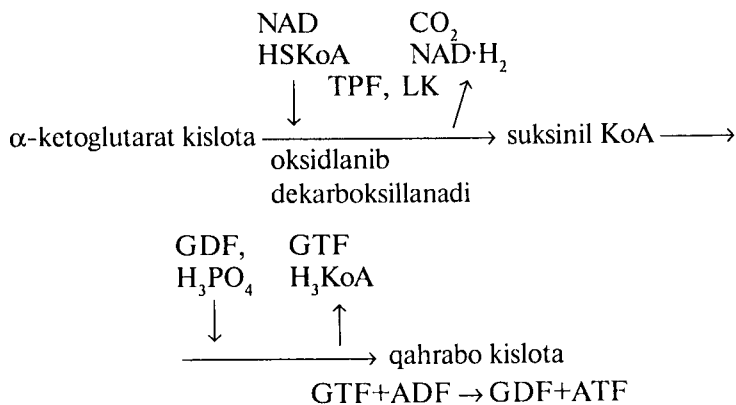 NAD CO₂
HSKoA NAD·H₂
TPF, LK
α-ketoglutarat kislota → suksinil KoA →
oksidlanib
dekarboksillanadi
GDF, GTF
H₃PO₄ H₃KoA
→ qahrabo kislota
GTF+ADF → GDF+ATF